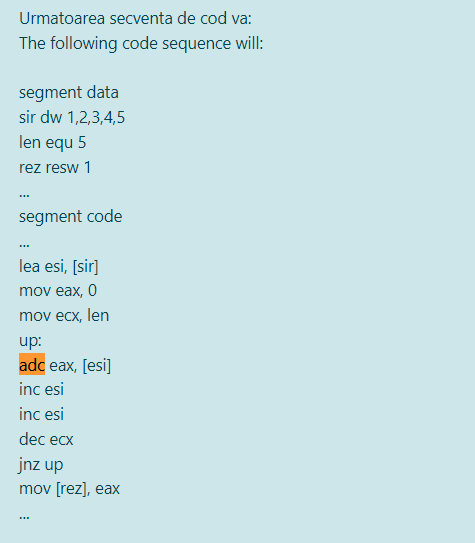 Urmatoarea secventa de cod va:
The following code sequence will:
segment data
sir dw 1,2,3,4,5
len equ 5
rez resw 1
...
segment code
...
lea esi, [sir]
mov eax, 0
mov ecx, len
up:
adc eax, [esi]
inc esi
inc esi
dec ecx
jnz up
mov [rez], eax
...